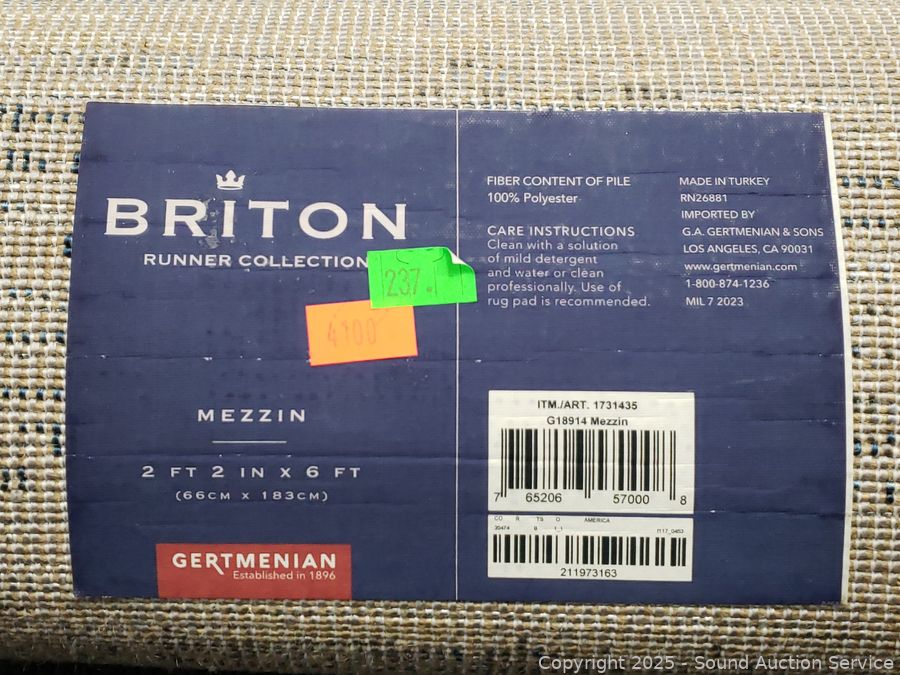 BRITON
RUNNER COLLECTION
237.
4100
MEZZIN
2 FT 2 IN X 6 FT
(66CM X 183CM)
GERTMENIAN
Established in 1896
FIBER CONTENT OF PILE
100% Polyester
CARE INSTRUCTIONS
Clean with a solution
of mild detergent
and water or clean
professionally. Use of
rug pad is recommended.
MADE IN TURKEY
RN26881
IMPORTED BY
G.A. GERTMENIAN & SONS
LOS ANGELES, CA 90031
www.gertmenian.com
1-800-874-1236
MIL 7 2023
ITM./ART. 1731435
G18914 Mezzin
7 65206 57000 8
AMERICA
211973163
Copyright 2025 - Sound Auction Service